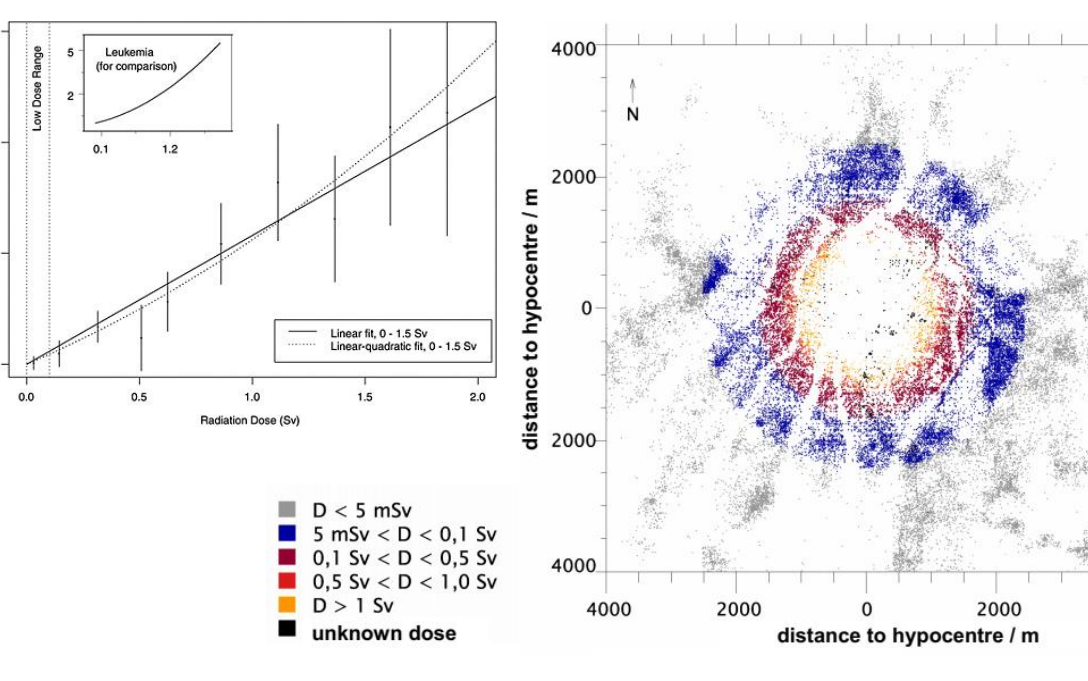 Low Dose Range
Leukemia
(for comparison)
5
2
0.1 1.2
Linear fit, 0 - 1.5 Sv
Linear-quadratic fit, 0 - 1.5 Sv
0.0 0.5 1.0 1.5 2.0
Radiation Dose (Sv)
distance to hypocentre / m
4000
2000
0
2000
4000
N
4000 2000 0 2000
distance to hypocentre / m
D < 5 mSv
5 mSv < D < 0,1 Sv
0,1 Sv < D < 0,5 Sv
0,5 Sv < D < 1,0 Sv
D > 1 Sv
unknown dose